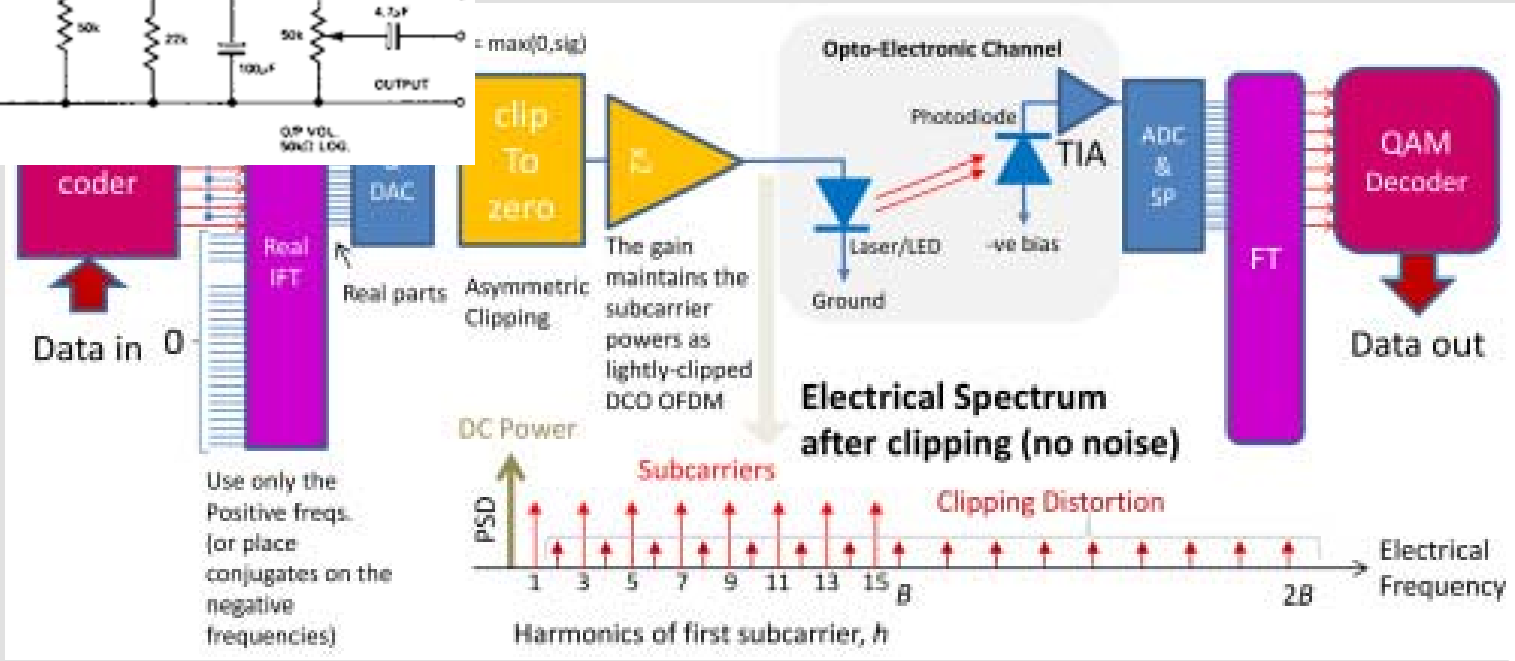 50k
22k
100µF
50k
4.7µF
OUTPUT
O/P VOL.
50kΩ LOG.
= max(0,sig)
coder
Data in
0
Real
IFT
DAC
Real parts
clip
To
zero
Asymmetric
Clipping
The gain
maintains the
subcarrier
powers as
lightly-clipped
DCO OFDM
Opto-Electronic Channel
Photodiode
TIA
Laser/LED
-ve bias
Ground
ADC
&
SP
FT
QAM
Decoder
Data out
Use only the
Positive freqs.
(or place
conjugates on the
negative
frequencies)
Electrical Spectrum
after clipping (no noise)
DC Power
Subcarriers
Clipping Distortion
PSD
1 3 5 7 9 11 13 15 B 2B
Electrical
Frequency
Harmonics of first subcarrier, h